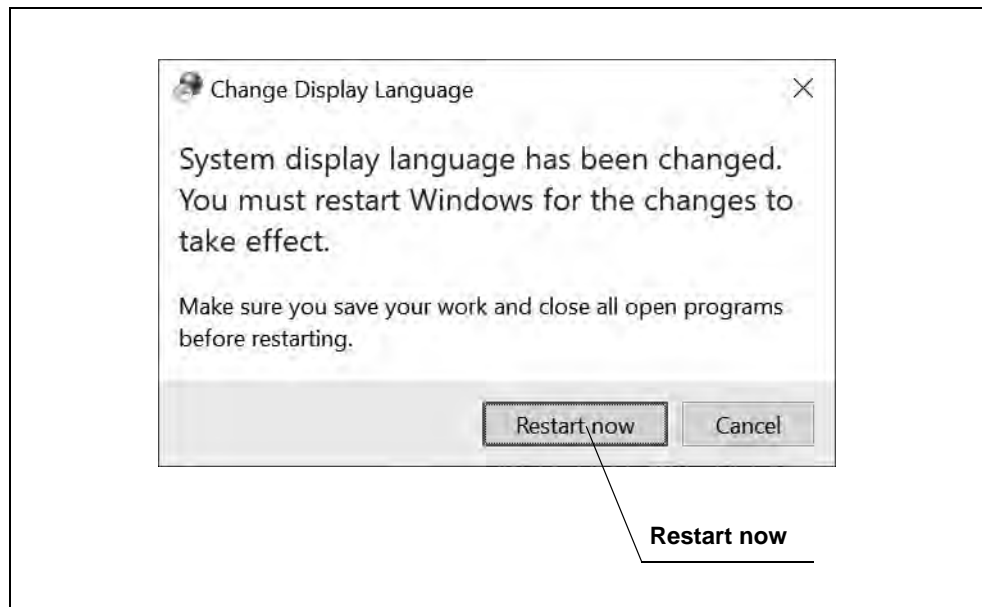 Change Display Language
System display language has been changed.
You must restart Windows for the changes to
take effect.
Make sure you save your work and close all open programs
before restarting.
Restart now
Cancel
Restart now